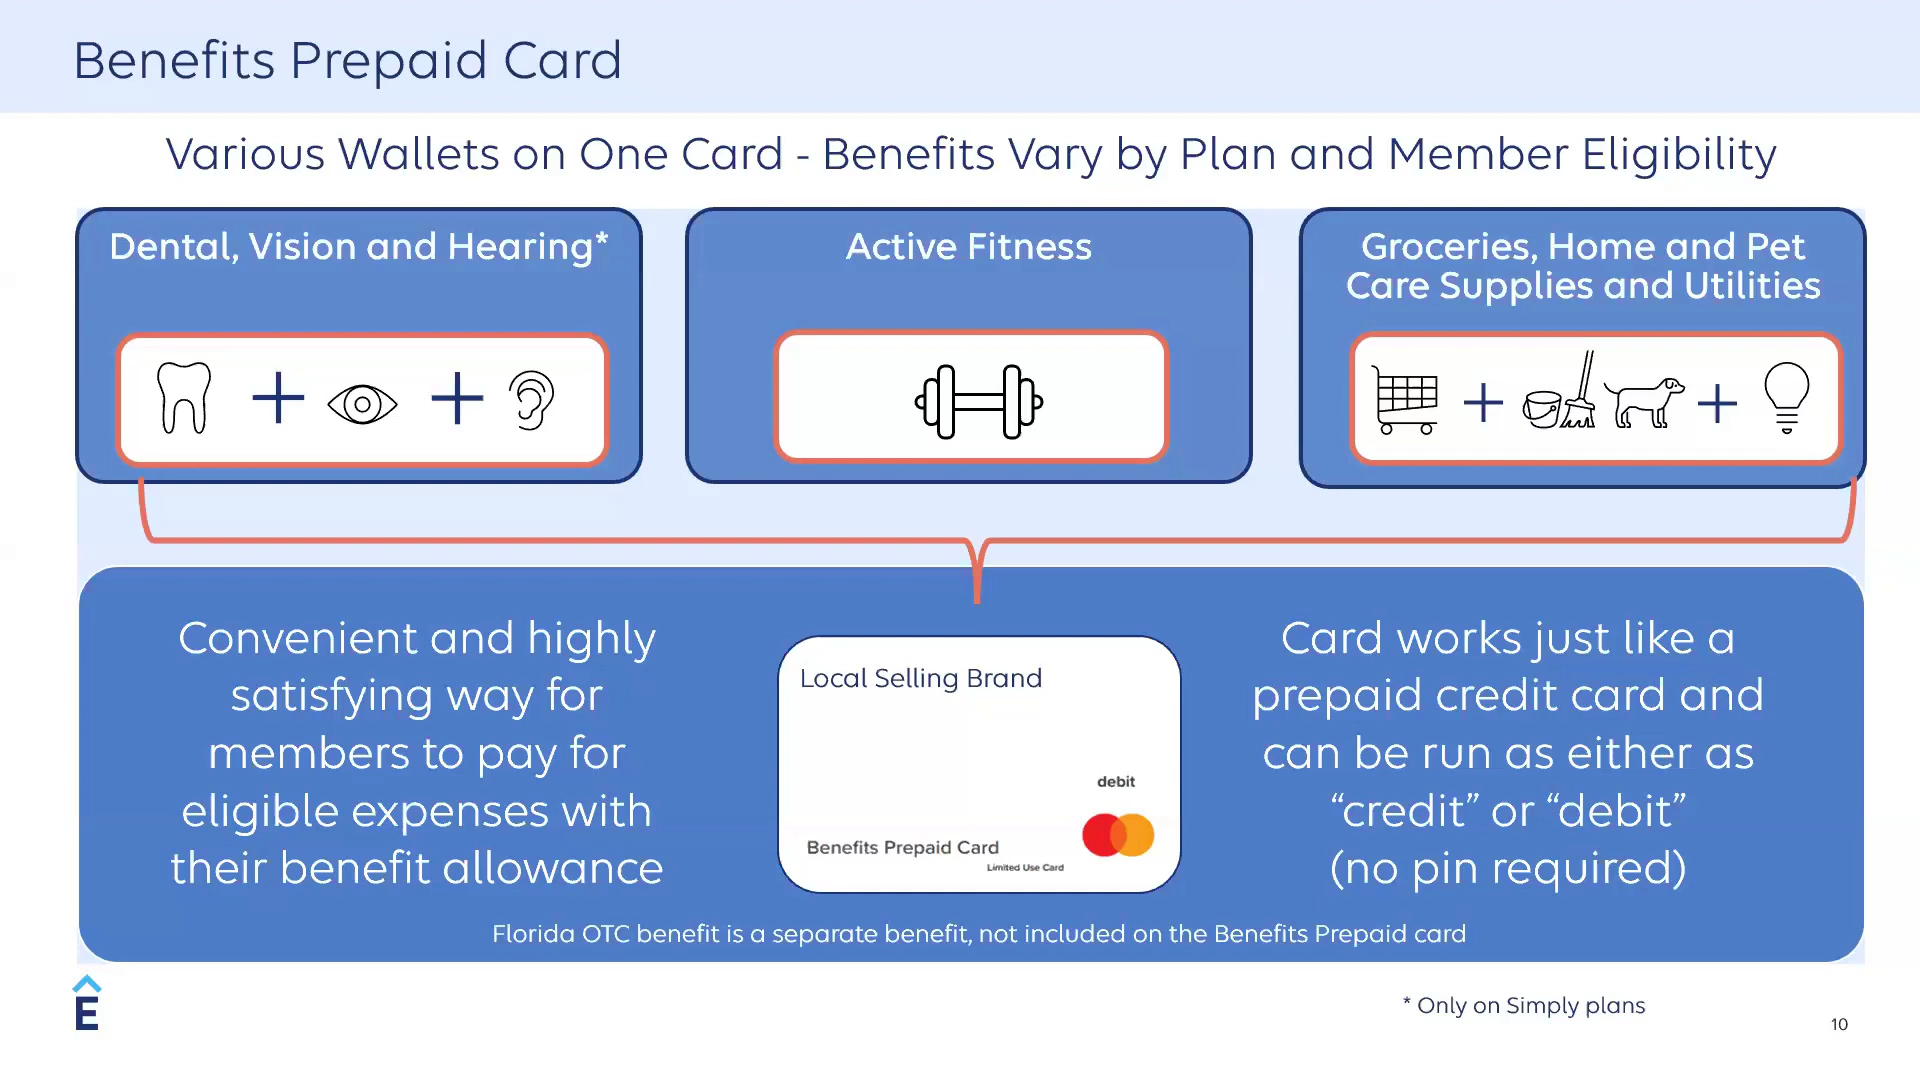 Benefits Prepaid Card
Various Wallets on One Card - Benefits Vary by Plan and Member Eligibility
Dental, Vision and Hearing*
Active Fitness
Groceries, Home and Pet
Care Supplies and Utilities
Convenient and highly
satisfying way for
members to pay for
eligible expenses with
their benefit allowance
Local Selling Brand
debit
Benefits Prepaid Card
Limited Use Card
Card works just like a
prepaid credit card and
can be run as either as
“credit” or “debit”
(no pin required)
Florida OTC benefit is a separate benefit, not included on the Benefits Prepaid card
E
* Only on Simply plans
10